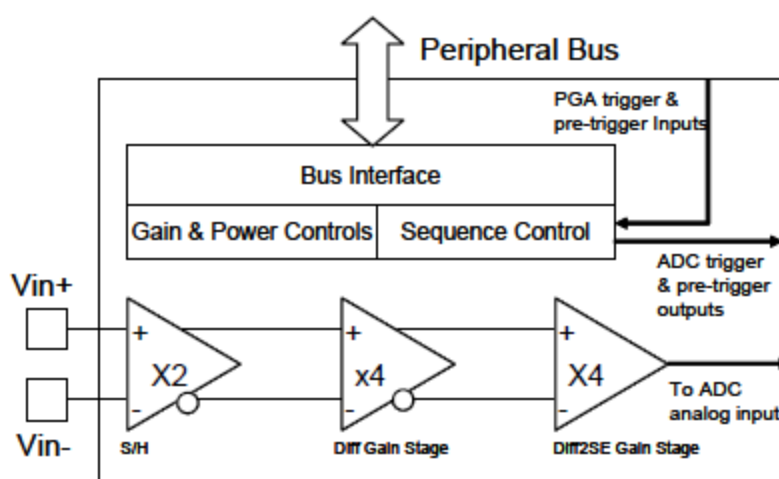 Peripheral Bus
PGA trigger &
pre-trigger Inputs
Bus Interface
Gain & Power Controls
Sequence Control
ADC trigger
& pre-trigger
outputs
Vin+
+
X2
-
+
x4
-
+
X4
-
Vin-
S/H
Diff Gain Stage
Diff2SE Gain Stage
To ADC
analog input